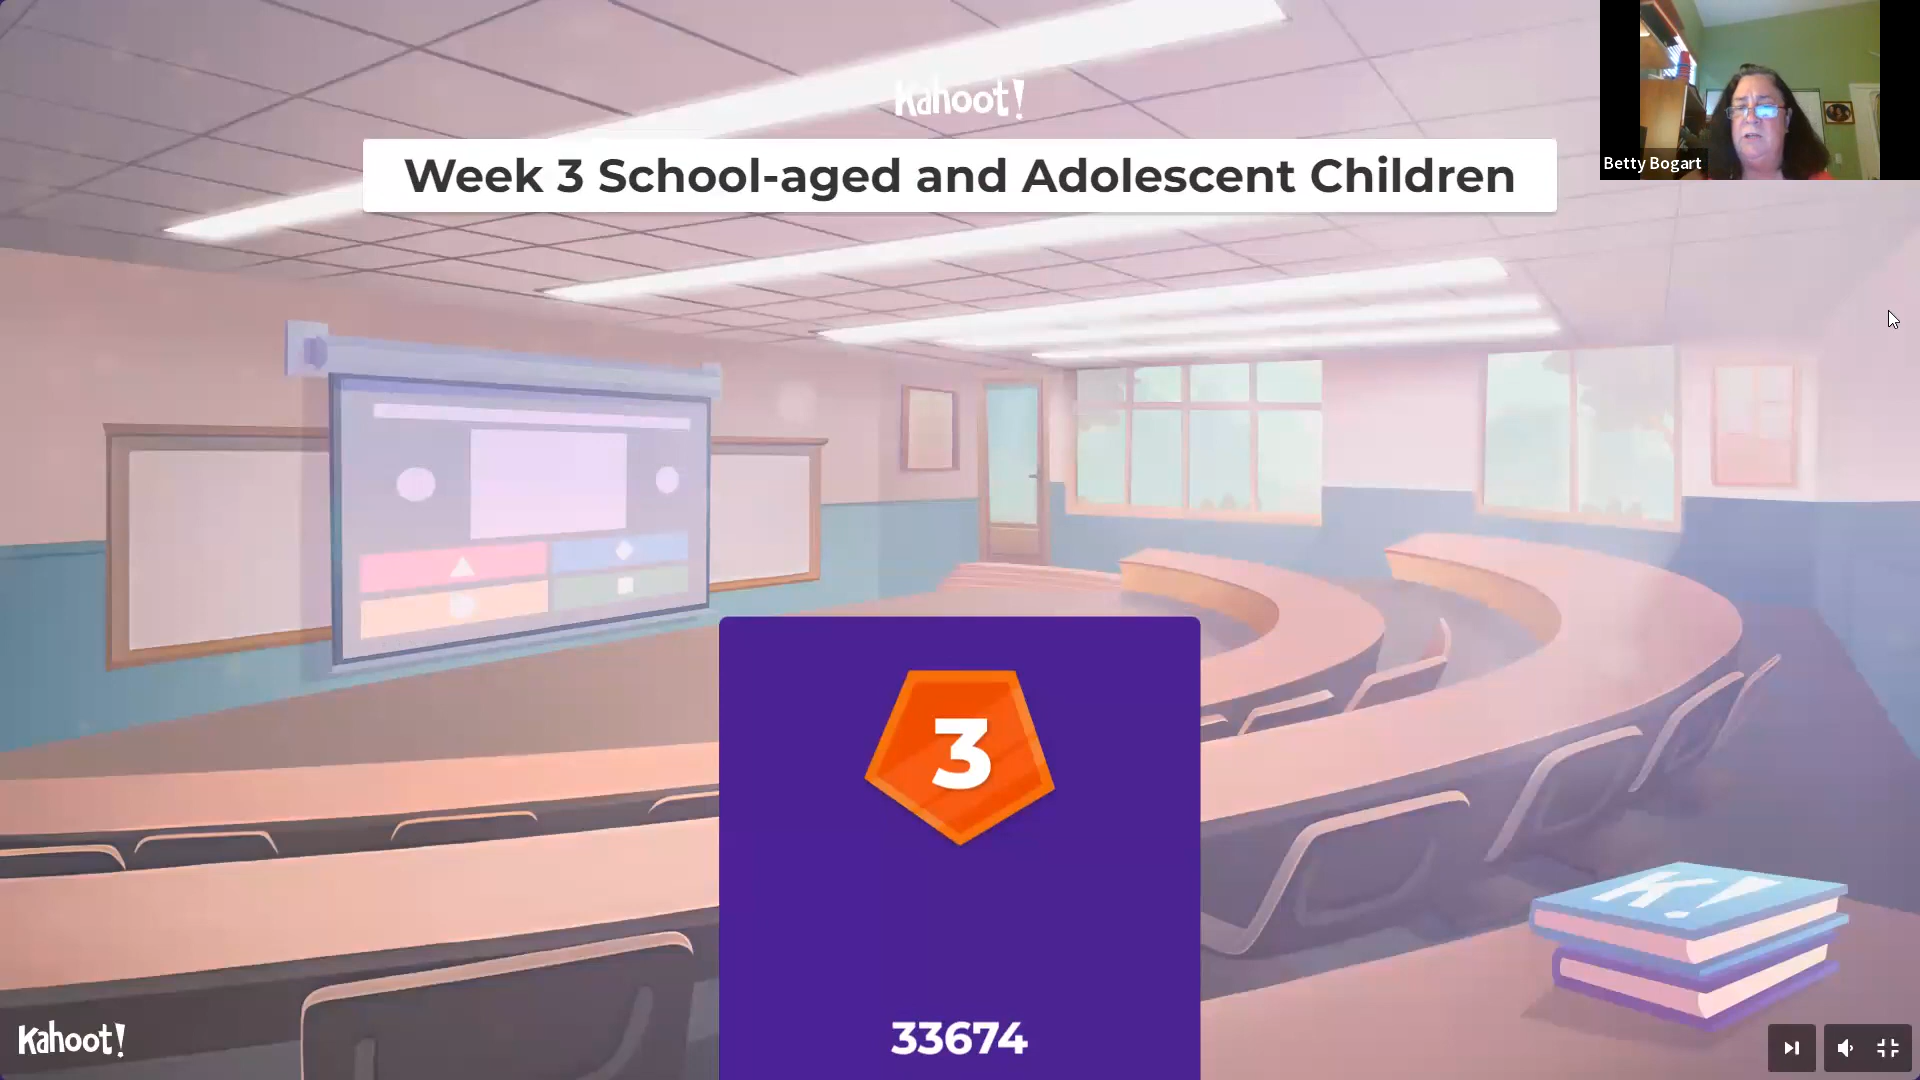 Kahoot!
Week 3 School-aged and Adolescent Children
Betty Bogart
3
K!
33674
Kahoot!